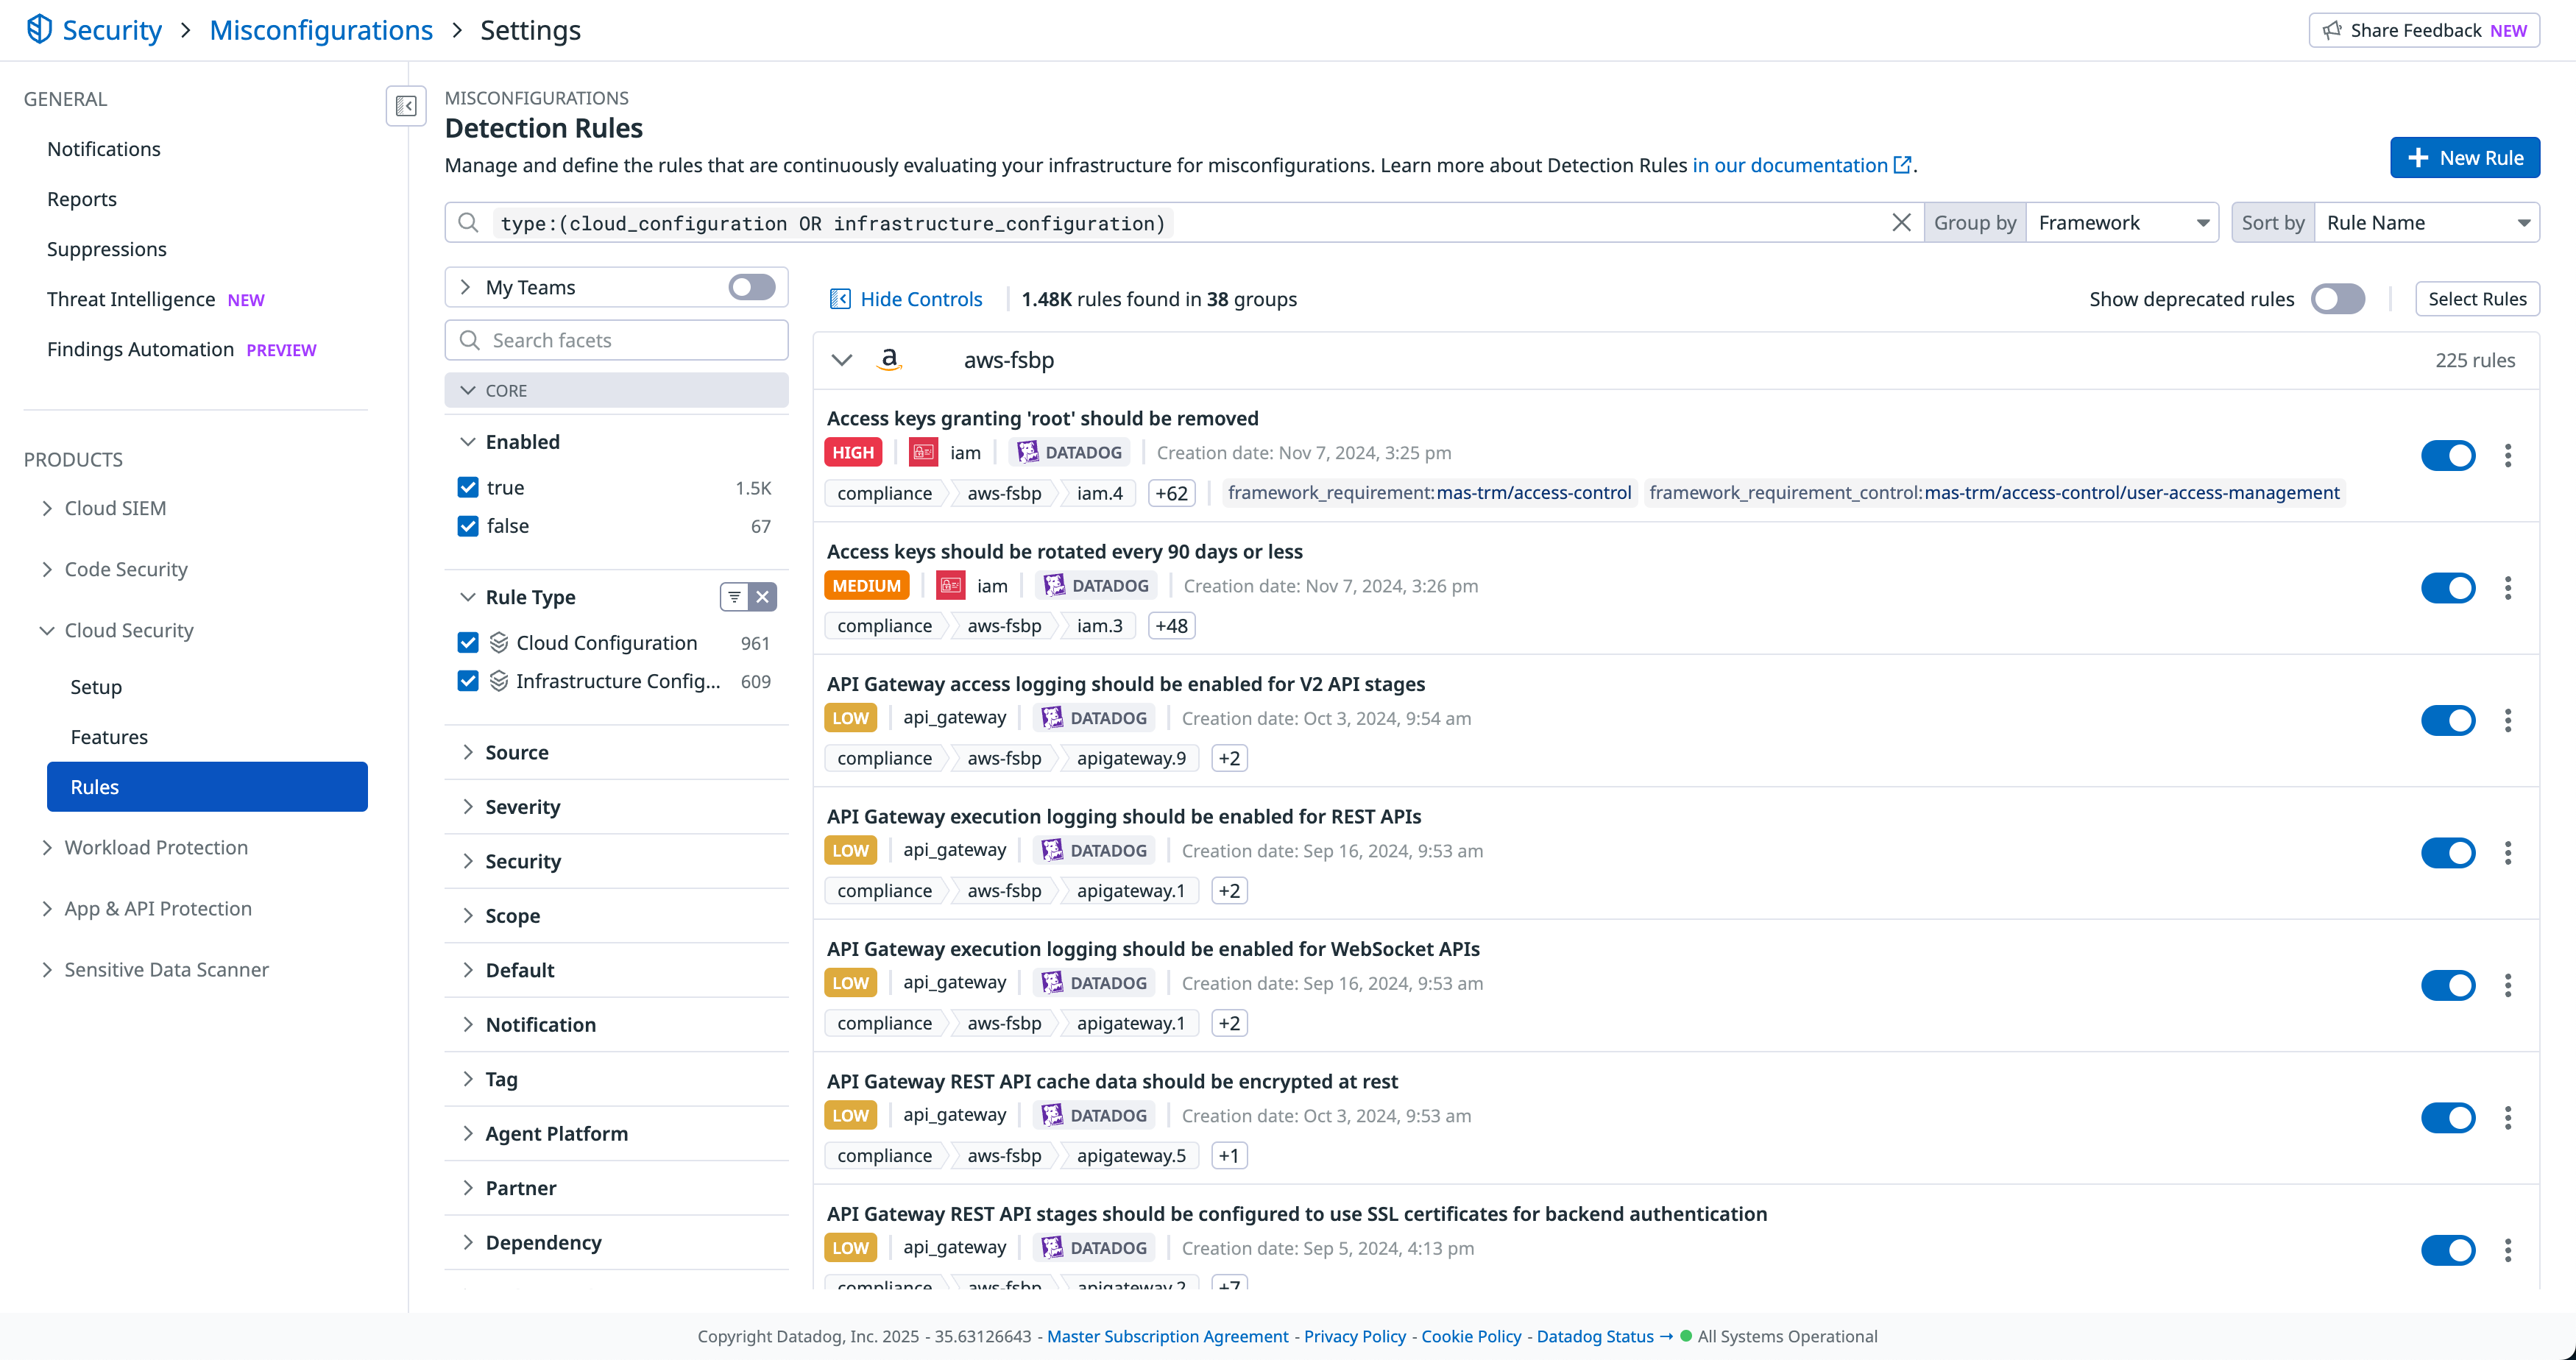 Security > Misconfigurations > Settings
Share Feedback NEW
GENERAL
Notifications
Reports
Suppressions
Threat Intelligence NEW
Findings Automation PREVIEW
PRODUCTS
Cloud SIEM
Code Security
Cloud Security
Setup
Features
Rules
Workload Protection
App & API Protection
Sensitive Data Scanner
MISCONFIGURATIONS
Detection Rules
Manage and define the rules that are continuously evaluating your infrastructure for misconfigurations. Learn more about Detection Rules in our documentation.
New Rule
type:(cloud_configuration OR infrastructure_configuration)
Group by Framework
Sort by Rule Name
My Teams
Search facets
CORE
Enabled
true 1.5K
false 67
Rule Type
Cloud Configuration 961
Infrastructure Config... 609
Source
Severity
Security
Scope
Default
Notification
Tag
Agent Platform
Partner
Dependency
Hide Controls
1.48K rules found in 38 groups
Show deprecated rules
Select Rules
aws-fsbp 225 rules
Access keys granting 'root' should be removed
HIGH iam DATADOG Creation date: Nov 7, 2024, 3:25 pm
compliance aws-fsbp iam.4 +62 framework_requirement:mas-trm/access-control framework_requirement_control:mas-trm/access-control/user-access-management
Access keys should be rotated every 90 days or less
MEDIUM iam DATADOG Creation date: Nov 7, 2024, 3:26 pm
compliance aws-fsbp iam.3 +48
API Gateway access logging should be enabled for V2 API stages
LOW api_gateway DATADOG Creation date: Oct 3, 2024, 9:54 am
compliance aws-fsbp apigateway.9 +2
API Gateway execution logging should be enabled for REST APIs
LOW api_gateway DATADOG Creation date: Sep 16, 2024, 9:53 am
compliance aws-fsbp apigateway.1 +2
API Gateway execution logging should be enabled for WebSocket APIs
LOW api_gateway DATADOG Creation date: Sep 16, 2024, 9:53 am
compliance aws-fsbp apigateway.1 +2
API Gateway REST API cache data should be encrypted at rest
LOW api_gateway DATADOG Creation date: Oct 3, 2024, 9:53 am
compliance aws-fsbp apigateway.5 +1
API Gateway REST API stages should be configured to use SSL certificates for backend authentication
LOW api_gateway DATADOG Creation date: Sep 5, 2024, 4:13 pm
compliance aws-fsbp apigateway.2 +7
Copyright Datadog, Inc. 2025 - 35.63126643 - Master Subscription Agreement - Privacy Policy - Cookie Policy - Datadog Status → All Systems Operational